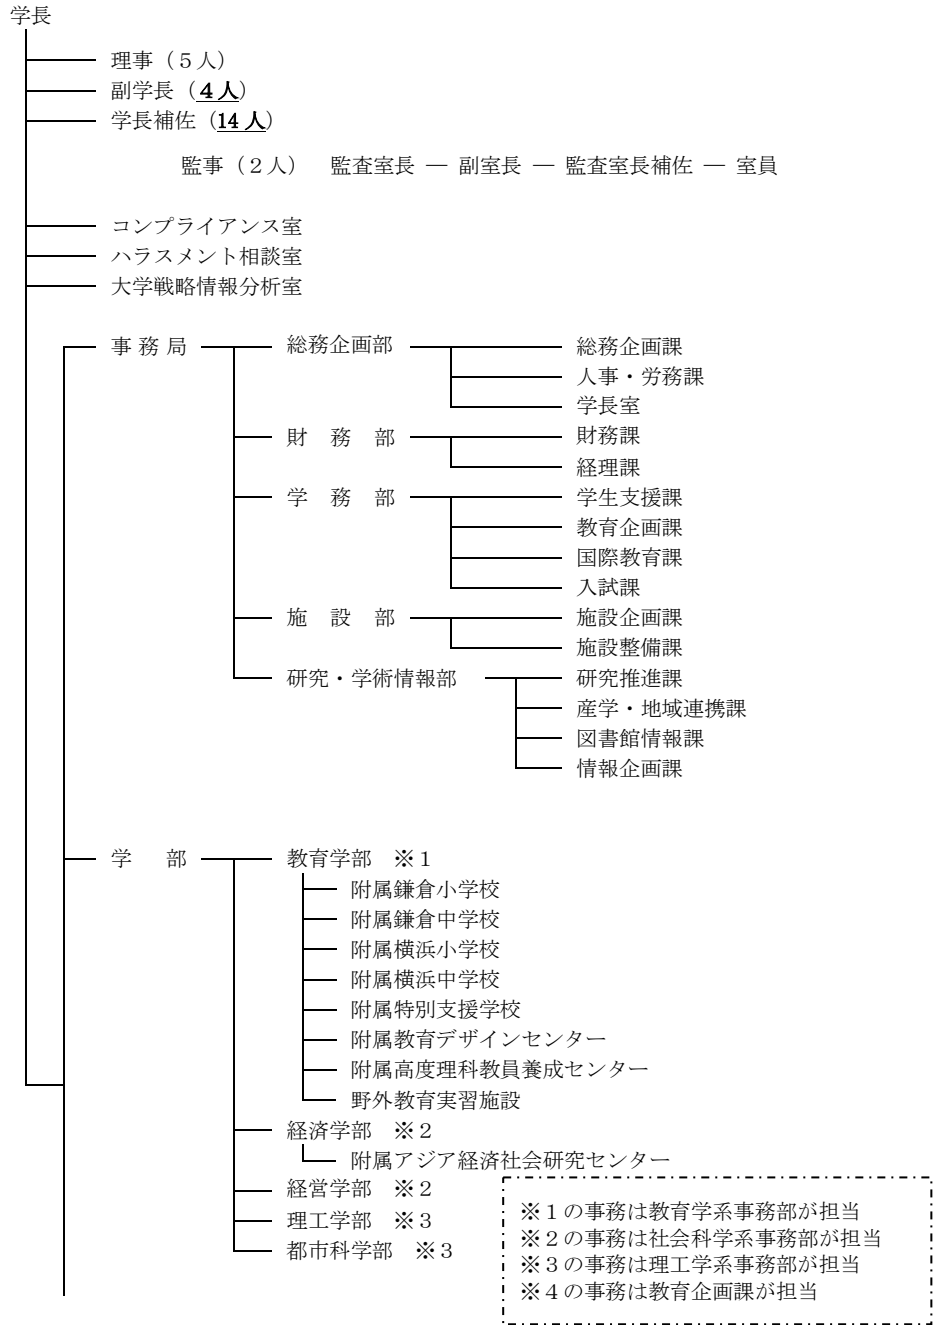 学長
理事（５人）
副学長（４人）
学長補佐（14 人）
監事（２人） 監査室長 ― 副室長 ― 監査室長補佐 ― 室員
コンプライアンス室
ハラスメント相談室
大学戦略情報分析室
事 務 局 総務企画部 総務企画課
人事・労務課
学長室
財 務 部 財務課
経理課
学 務 部 学生支援課
教育企画課
国際教育課
入試課
施 設 部 施設企画課
施設整備課
研究・学術情報部 研究推進課
産学・地域連携課
図書館情報課
情報企画課
学 部 教育学部 ※１
附属鎌倉小学校
附属鎌倉中学校
附属横浜小学校
附属横浜中学校
附属特別支援学校
附属教育デザインセンター
附属高度理科教員養成センター
野外教育実習施設
経済学部 ※２
附属アジア経済社会研究センター
経営学部 ※２
理工学部 ※３
都市科学部 ※３
※１の事務は教育学系事務部が担当
※２の事務は社会科学系事務部が担当
※３の事務は理工学系事務部が担当
※４の事務は教育企画課が担当